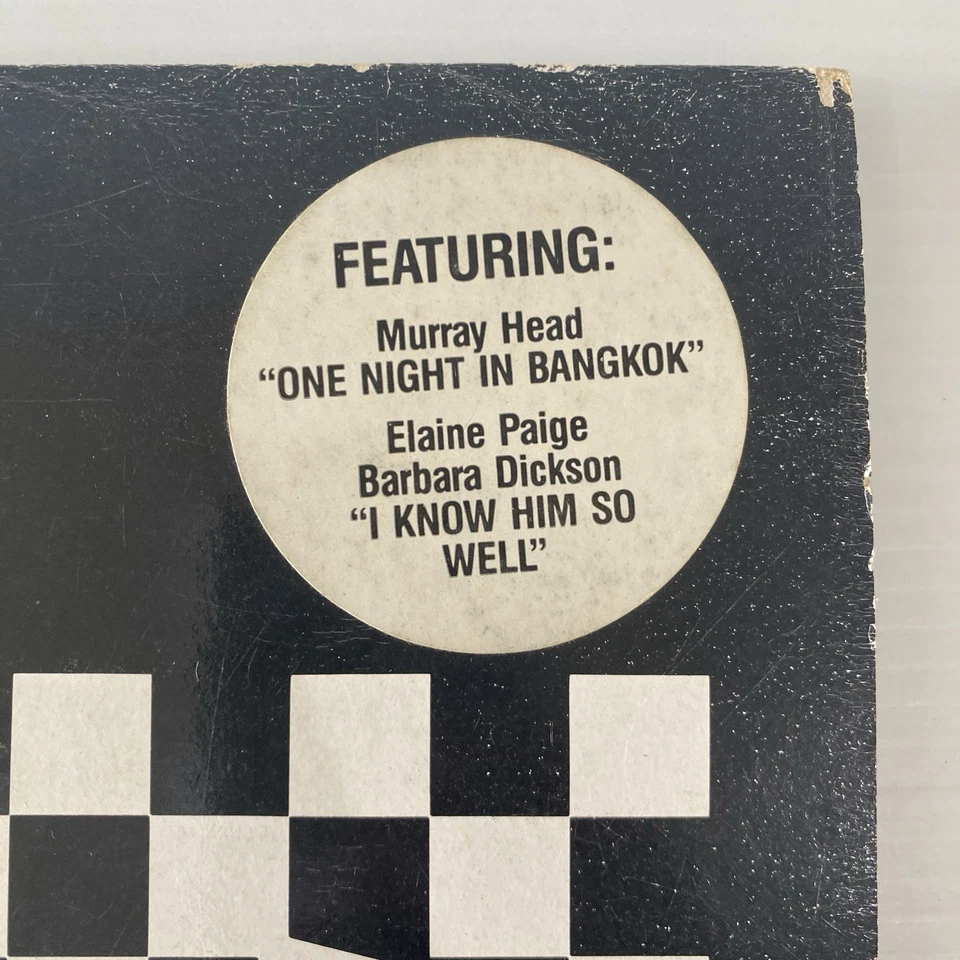 FEATURING:
Murray Head
“ONE NIGHT IN BANGKOK”
Elaine Paige
Barbara Dickson
“I KNOW HIM SO
WELL”